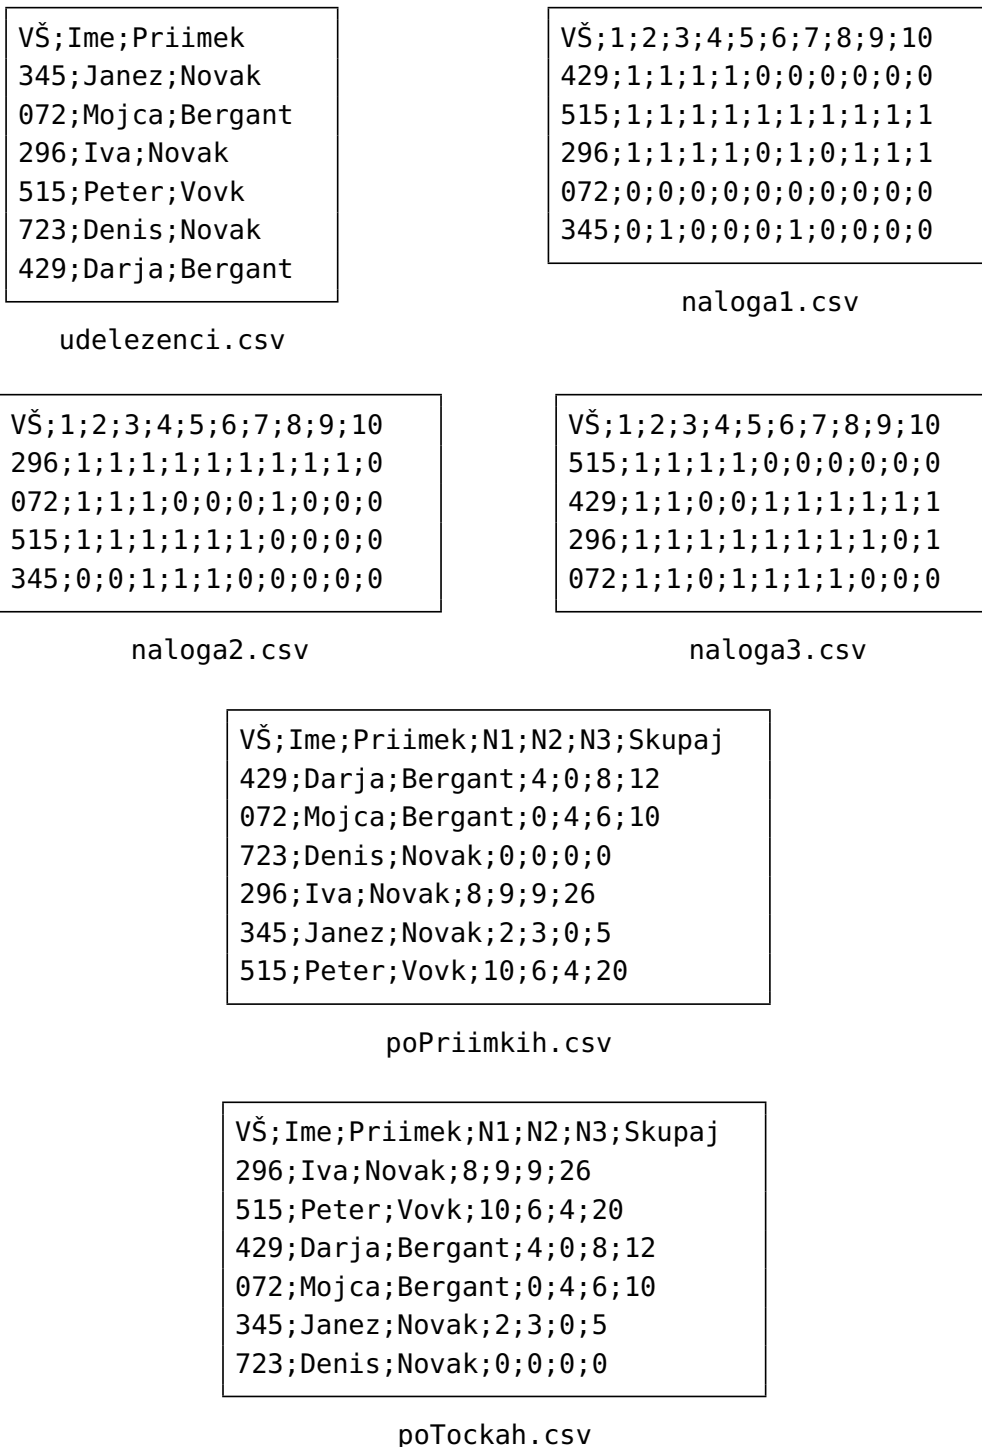 VŠ;Ime;Priimek
345;Janez;Novak
072;Mojca;Bergant
296;Iva;Novak
515;Peter;Vovk
723;Denis;Novak
429;Darja;Bergant
udelezenci.csv
VŠ;1;2;3;4;5;6;7;8;9;10
429;1;1;1;1;0;0;0;0;0;0
515;1;1;1;1;1;1;1;1;1;1
296;1;1;1;1;0;1;0;1;1;1
072;0;0;0;0;0;0;0;0;0;0
345;0;1;0;0;0;1;0;0;0;0
naloga1.csv
VŠ;1;2;3;4;5;6;7;8;9;10
296;1;1;1;1;1;1;1;1;1;0
072;1;1;1;0;0;0;1;0;0;0
515;1;1;1;1;1;1;0;0;0;0
345;0;0;1;1;1;0;0;0;0;0
naloga2.csv
VŠ;1;2;3;4;5;6;7;8;9;10
515;1;1;1;1;0;0;0;0;0;0
429;1;1;0;0;1;1;1;1;1;1
296;1;1;1;1;1;1;1;1;0;1
072;1;1;0;1;1;1;1;0;0;0
naloga3.csv
VŠ;Ime;Priimek;N1;N2;N3;Skupaj
429;Darja;Bergant;4;0;8;12
072;Mojca;Bergant;0;4;6;10
723;Denis;Novak;0;0;0;0
296;Iva;Novak;8;9;9;26
345;Janez;Novak;2;3;0;5
515;Peter;Vovk;10;6;4;20
poPriimkih.csv
VŠ;Ime;Priimek;N1;N2;N3;Skupaj
296;Iva;Novak;8;9;9;26
515;Peter;Vovk;10;6;4;20
429;Darja;Bergant;4;0;8;12
072;Mojca;Bergant;0;4;6;10
345;Janez;Novak;2;3;0;5
723;Denis;Novak;0;0;0;0
poTockah.csv